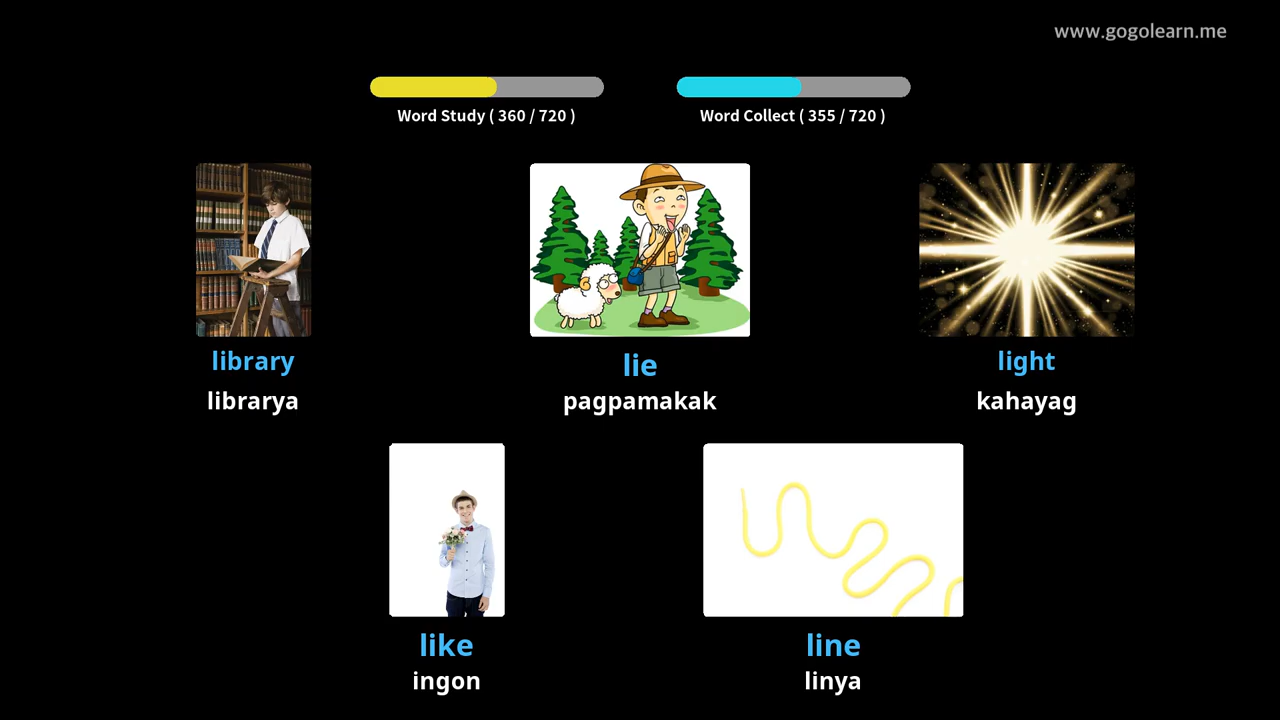 www.gogolearn.me
Word Study ( 360 / 720 )
Word Collect ( 355 / 720 )
library
librarya
lie
pagpamakak
light
kahayag
like
ingon
line
linya